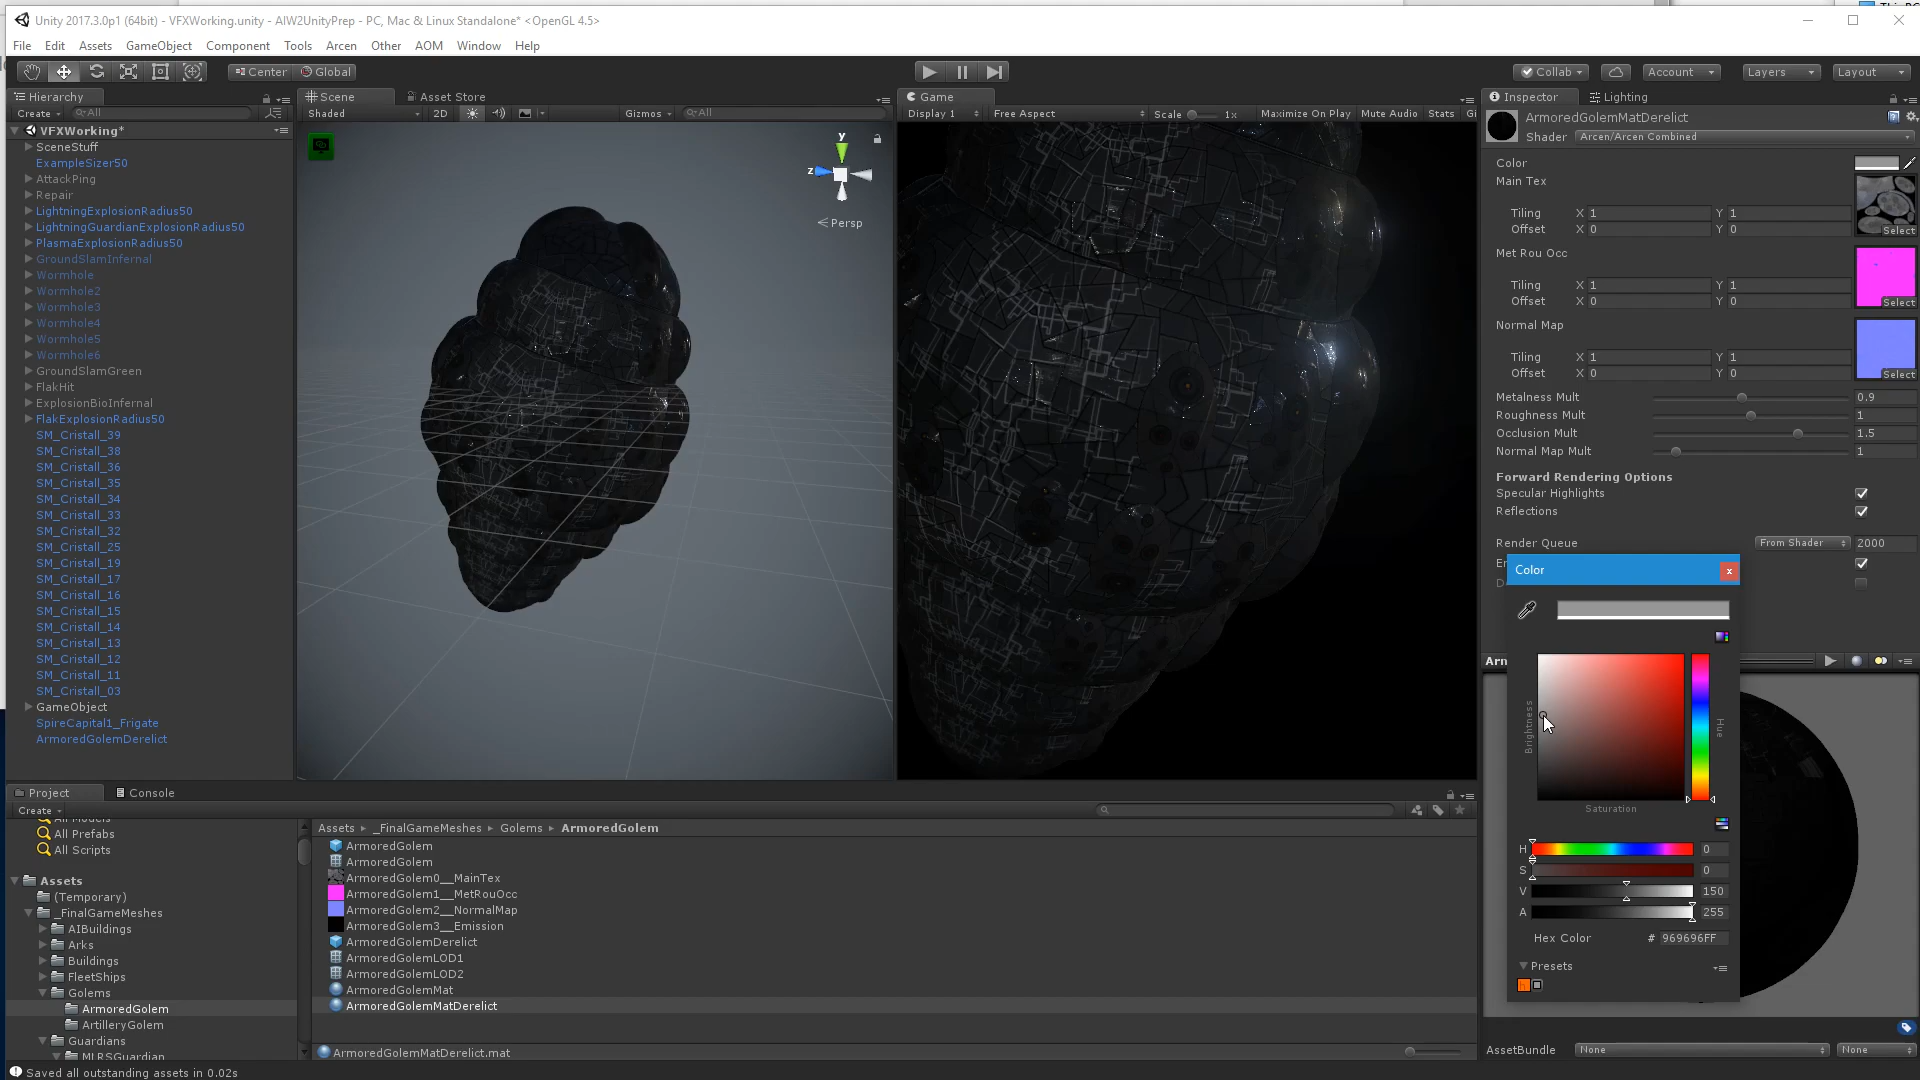 Unity 2017.3.0p1 (64bit) - VFXWorking.unity - AIW2UnityPrep - PC, Mac & Linux Standalone* <OpenGL 4.5>
File Edit Assets GameObject Component Tools Arcen Other AOM Window Help
Center Global Collab Account Layers Layout
Hierarchy
Create All
VFXWorking*
SceneStuff
ExampleSizer50
AttackPing
Repair
LightningExplosionRadius50
LightningGuardianExplosionRadius50
PlasmaExplosionRadius50
GroundSlamInfernal
Wormhole
Wormhole2
Wormhole3
Wormhole4
Wormhole5
Wormhole6
GroundSlamGreen
FlakHit
ExplosionBioInfernal
FlakExplosionRadius50
SM_Cristall_39
SM_Cristall_38
SM_Cristall_36
SM_Cristall_35
SM_Cristall_34
SM_Cristall_33
SM_Cristall_32
SM_Cristall_25
SM_Cristall_19
SM_Cristall_17
SM_Cristall_16
SM_Cristall_15
SM_Cristall_14
SM_Cristall_13
SM_Cristall_12
SM_Cristall_11
SM_Cristall_03
GameObject
SpireCapital1_Frigate
ArmoredGolemDerelict
Scene Asset Store
Shaded 2D Gizmos All
y
z
Persp
Game
Display 1 Free Aspect Scale 1x Maximize On Play Mute Audio Stats Gi
Inspector Lighting
ArmoredGolemMatDerelict
Shader Arcen/Arcen Combined
Color
Main Tex
Tiling X 1 Y 1
Offset X 0 Y 0
Select
Met Rou Occ
Tiling X 1 Y 1
Offset X 0 Y 0
Select
Normal Map
Tiling X 1 Y 1
Offset X 0 Y 0
Select
Metalness Mult 0.9
Roughness Mult 1
Occlusion Mult 1.5
Normal Map Mult 1
Forward Rendering Options
Specular Highlights
Reflections
Render Queue From Shader 2000
Color
Brightness
Hue
Saturation
H 0
S 0
V 150
A 255
Hex Color # 969696FF
Presets
Arm
AssetBundle None None
Project Console
Create
All Models
All Prefabs
All Scripts
Assets
(Temporary)
_FinalGameMeshes
AIBuildings
Arks
Buildings
FleetShips
Golems
ArmoredGolem
ArtilleryGolem
Guardians
MLRSGuardian
Assets _FinalGameMeshes Golems ArmoredGolem
ArmoredGolem
ArmoredGolem
ArmoredGolem0__MainTex
ArmoredGolem1__MetRouOcc
ArmoredGolem2__NormalMap
ArmoredGolem3__Emission
ArmoredGolemDerelict
ArmoredGolemLOD1
ArmoredGolemLOD2
ArmoredGolemMat
ArmoredGolemMatDerelict
ArmoredGolemMatDerelict.mat
Saved all outstanding assets in 0.02s